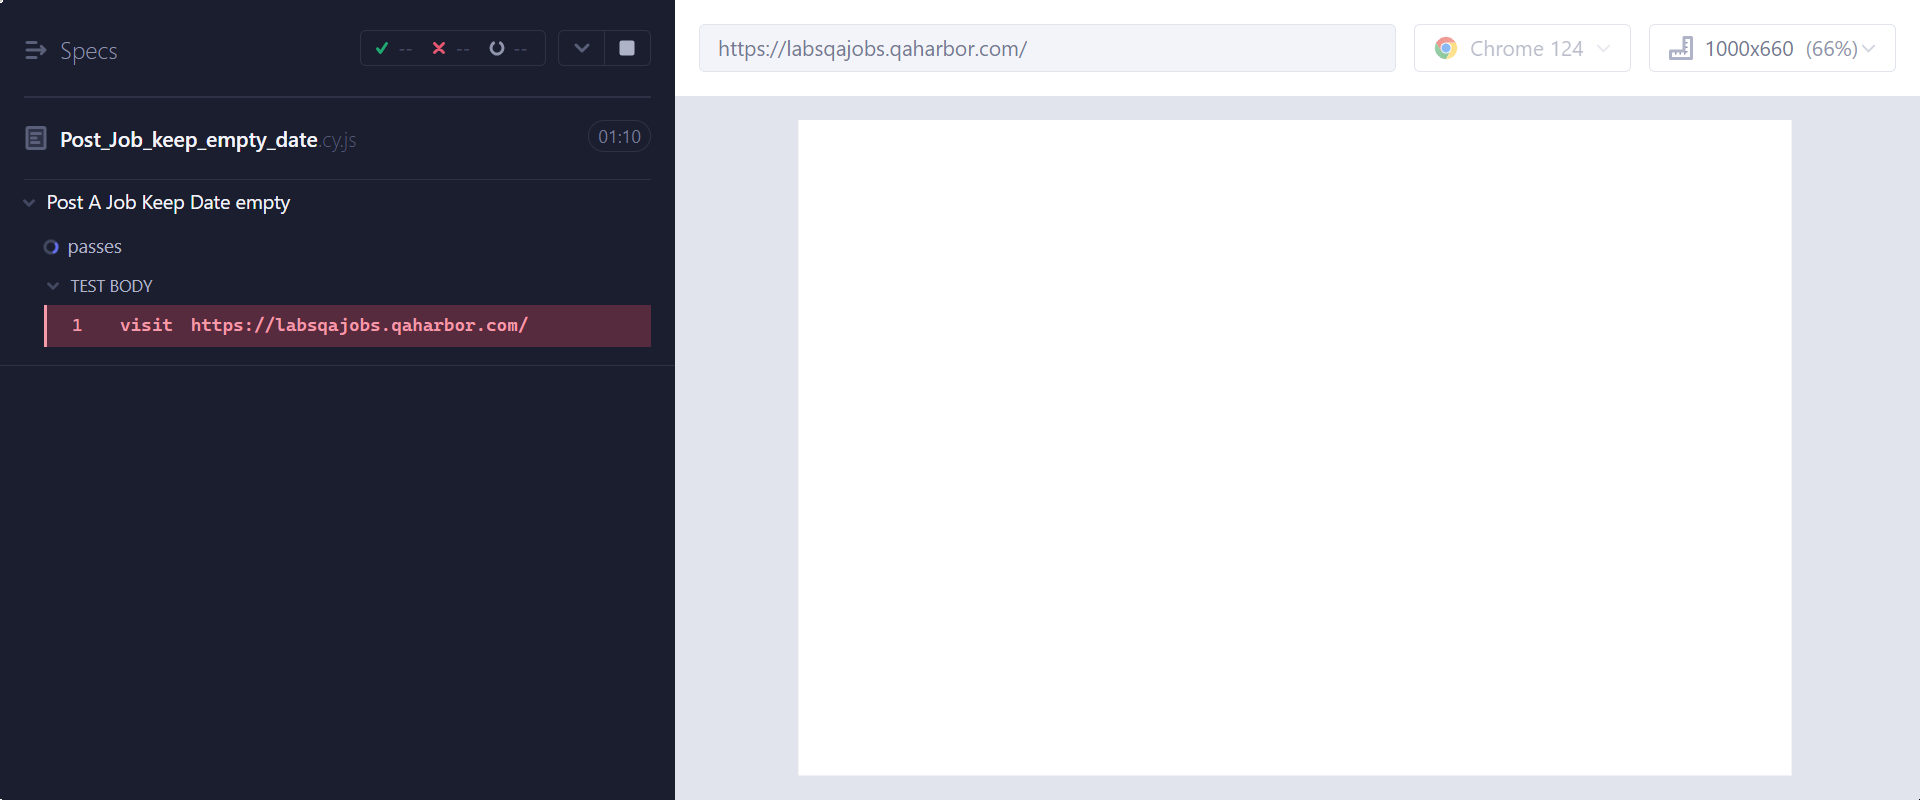 Specs
-- -- --
Post_Job_keep_empty_date.cy.js
01:10
Post A Job Keep Date empty
passes
TEST BODY
1 visit https://labsqajobs.qaharbor.com/
https://labsqajobs.qaharbor.com/
Chrome 124
1000x660 (66%)